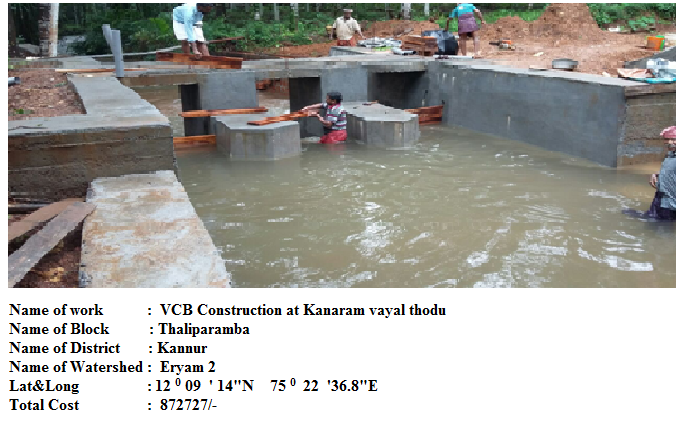 Name of work : VCB Construction at Kanaram vayal thodu
Name of Block : Thaliparamba
Name of District : Kannur
Name of Watershed : Eryam 2
Lat&Long : 12 ⁰ 09 ' 14"N 75 ⁰ 22 '36.8"E
Total Cost : 872727/-